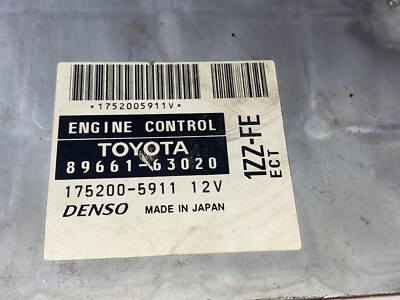 *1752005911V*
ENGINE CONTROL
TOYOTA
89661-63020
175200-5911 12V
DENSO MADE IN JAPAN
1ZZ-FE
ECT